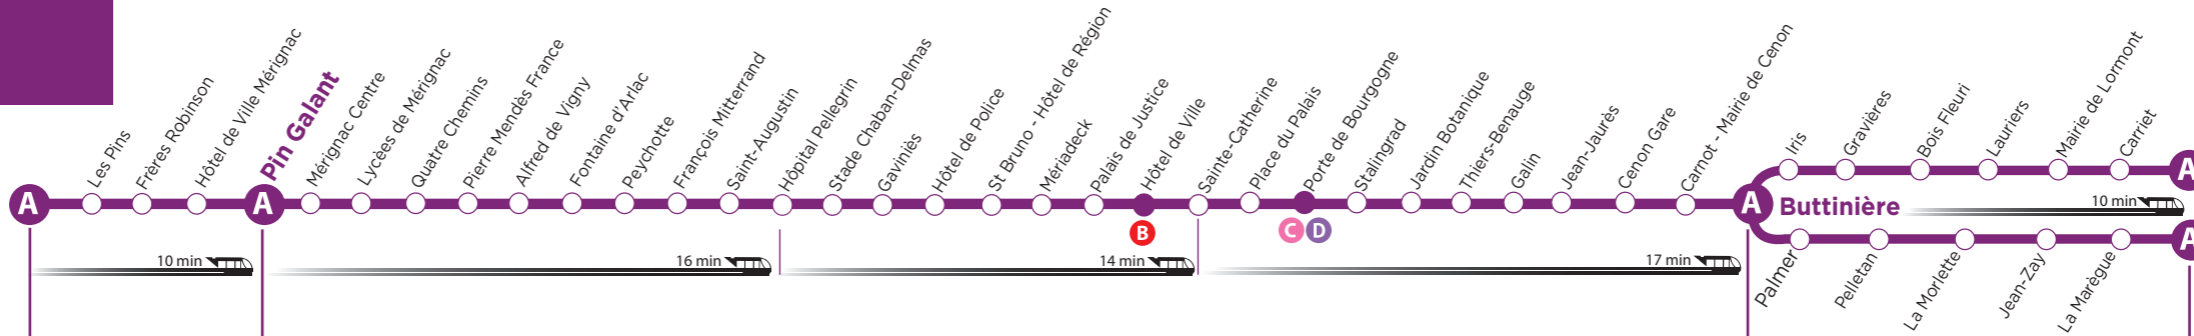 A
Les Pins
Frères Robinson
Hôtel de Ville Mérignac
A
Pin Galant
Mérignac Centre
Lycées de Mérignac
Quatre Chemins
Pierre Mendès France
Alfred de Vigny
Fontaine d'Arlac
Peychotte
François Mitterrand
Saint-Augustin
Hôpital Pellegrin
Stade Chaban-Delmas
Gaviniès
Hôtel de Police
St Bruno - Hôtel de Région
Mériadeck
Palais de Justice
Hôtel de Ville
B
Sainte-Catherine
Place du Palais
Porte de Bourgogne
C D
Stalingrad
Jardin Botanique
Thiers-Benauge
Galin
Jean-Jaurès
Cenon Gare
Carnot - Mairie de Cenon
A
Buttinière
Iris
Gravières
Bois Fleuri
Lauriers
Mairie de Lormont
Carriet
A
10 min
Palmer
Pelletan
La Morlette
Jean-Zay
La Marègue
A
10 min
16 min
14 min
17 min